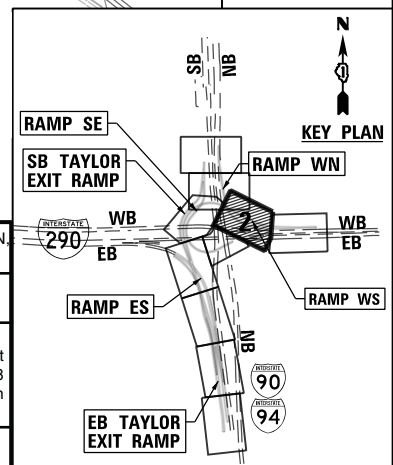 N
SB
NB
KEY PLAN
RAMP SE
SB TAYLOR
EXIT RAMP
RAMP WN
INTERSTATE
290
WB
EB
2
WB
EB
RAMP WS
RAMP ES
NB
INTERSTATE
90
INTERSTATE
94
EB TAYLOR
EXIT RAMP
N,
t
3